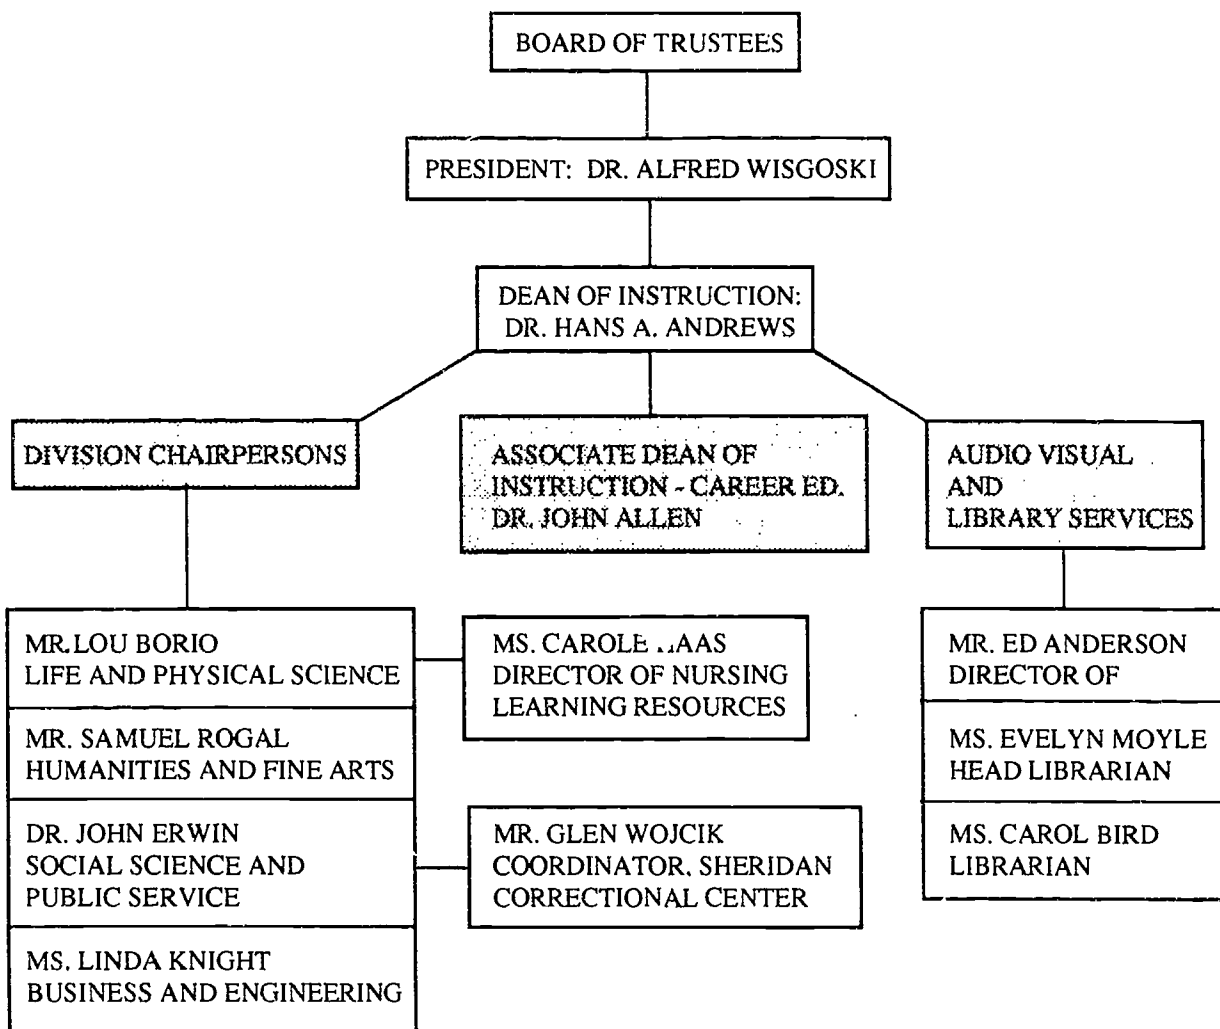 BOARD OF TRUSTEES
PRESIDENT: DR. ALFRED WISGOSKI
DEAN OF INSTRUCTION:
DR. HANS A. ANDREWS
DIVISION CHAIRPERSONS
ASSOCIATE DEAN OF
INSTRUCTION - CAREER ED.
DR. JOHN ALLEN
AUDIO VISUAL
AND
LIBRARY SERVICES
MR. LOU BORIO
LIFE AND PHYSICAL SCIENCE
MR. SAMUEL ROGAL
HUMANITIES AND FINE ARTS
DR. JOHN ERWIN
SOCIAL SCIENCE AND
PUBLIC SERVICE
MS. LINDA KNIGHT
BUSINESS AND ENGINEERING
MS. CAROLE
DIRECTOR OF NURSING
LEARNING RESOURCES
MR. GLEN WOJCIK
COORDINATOR, SHERIDAN
CORRECTIONAL CENTER
MR. ED ANDERSON
DIRECTOR OF
MS. EVELYN MOYLE
HEAD LIBRARIAN
MS. CAROL BIRD
LIBRARIAN